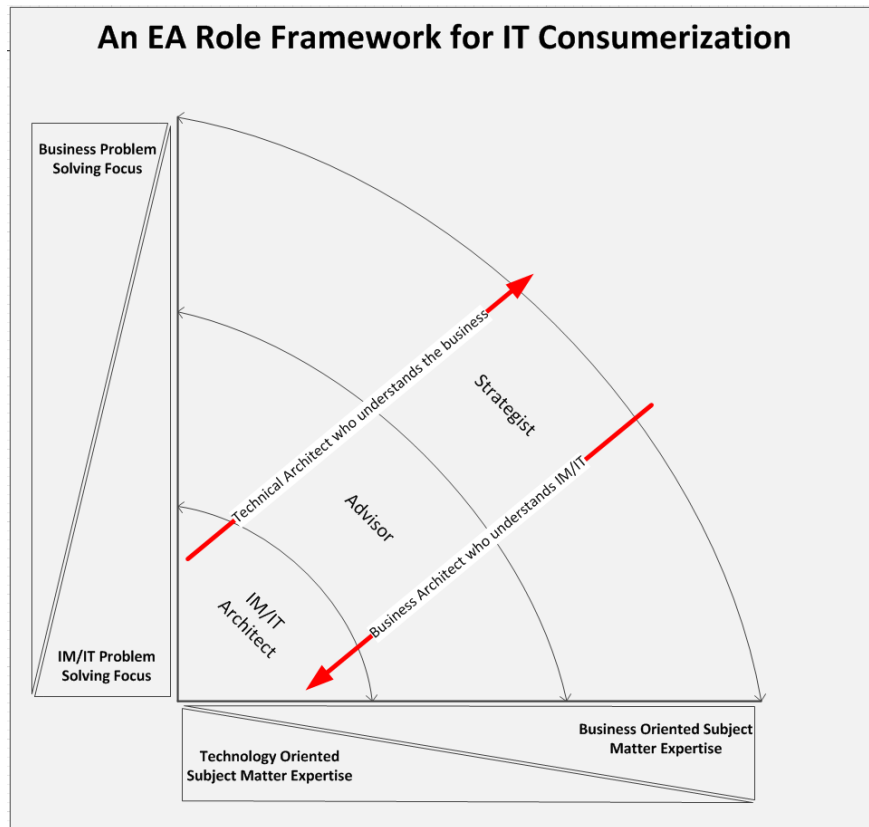 An EA Role Framework for IT Consumerization
Business Problem
Solving Focus
Technical Architect who understands the business
Strategist
Advisor
Business Architect who understands IM/IT
IM/IT
Architect
IM/IT Problem
Solving Focus
Business Oriented Subject
Matter Expertise
Technology Oriented
Subject Matter Expertise